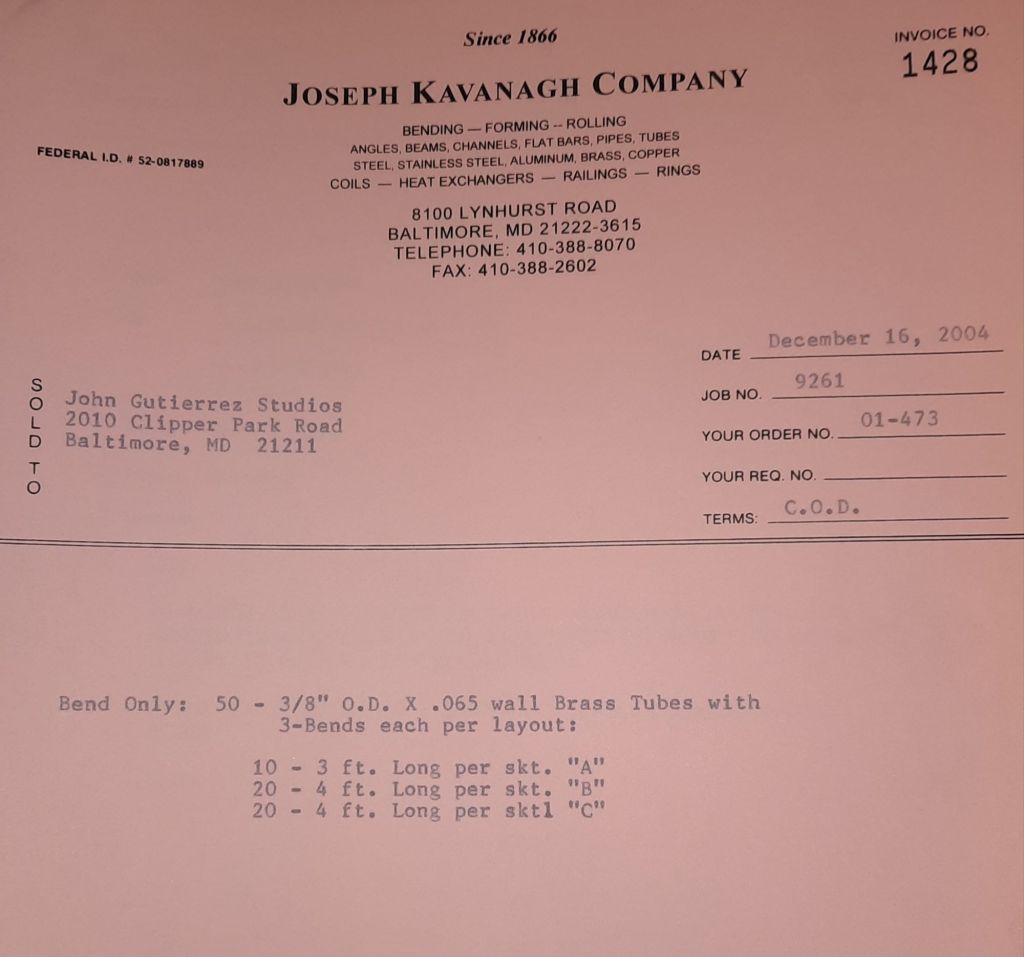 Since 1866
INVOICE NO.
1428
JOSEPH KAVANAGH COMPANY
BENDING — FORMING -- ROLLING
ANGLES, BEAMS, CHANNELS, FLAT BARS, PIPES, TUBES
STEEL, STAINLESS STEEL, ALUMINUM, BRASS, COPPER
COILS — HEAT EXCHANGERS — RAILINGS — RINGS
FEDERAL I.D. # 52-0817889
8100 LYNHURST ROAD
BALTIMORE, MD 21222-3615
TELEPHONE: 410-388-8070
FAX: 410-388-2602
DATE December 16, 2004
JOB NO. 9261
YOUR ORDER NO. 01-473
YOUR REQ. NO.
TERMS: C.O.D.
SOLD TO
John Gutierrez Studios
2010 Clipper Park Road
Baltimore, MD 21211
Bend Only: 50 - 3/8" O.D. X .065 wall Brass Tubes with
3-Bends each per layout:
10 - 3 ft. Long per skt. "A"
20 - 4 ft. Long per skt. "B"
20 - 4 ft. Long per sktl "C"